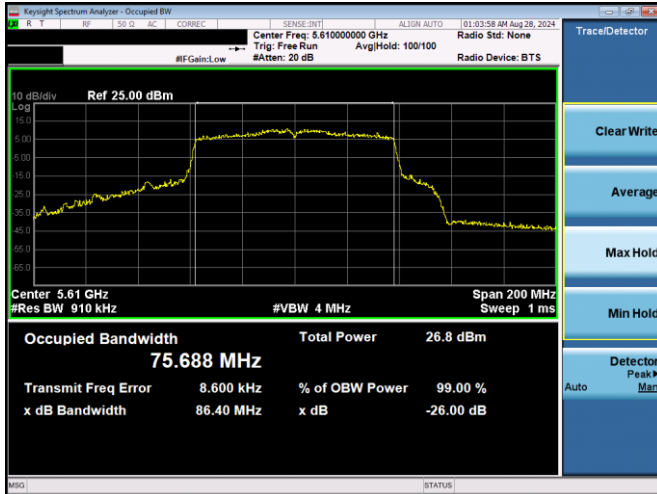 Keysight Spectrum Analyzer - Occupied BW
R T RF 50 Ω AC CORREC SENSE:INT ALIGN AUTO 01:03:58 AM Aug 28, 2024
Center Freq: 5.610000000 GHz Radio Std: None
Trig: Free Run Avg|Hold: 100/100
#IFGain:Low #Atten: 20 dB Radio Device: BTS
Trace/Detector
10 dB/div Ref 25.00 dBm
Log
15.0
5.00
-5.00
-15.0
-25.0
-35.0
-45.0
-55.0
-65.0
Center 5.61 GHz Span 200 MHz
#Res BW 910 kHz #VBW 4 MHz Sweep 1 ms
Occupied Bandwidth Total Power 26.8 dBm
75.688 MHz
Transmit Freq Error 8.600 kHz % of OBW Power 99.00 %
x dB Bandwidth 86.40 MHz x dB -26.00 dB
Clear Write
Average
Max Hold
Min Hold
Detector
Peak
Auto Man
MSG STATUS